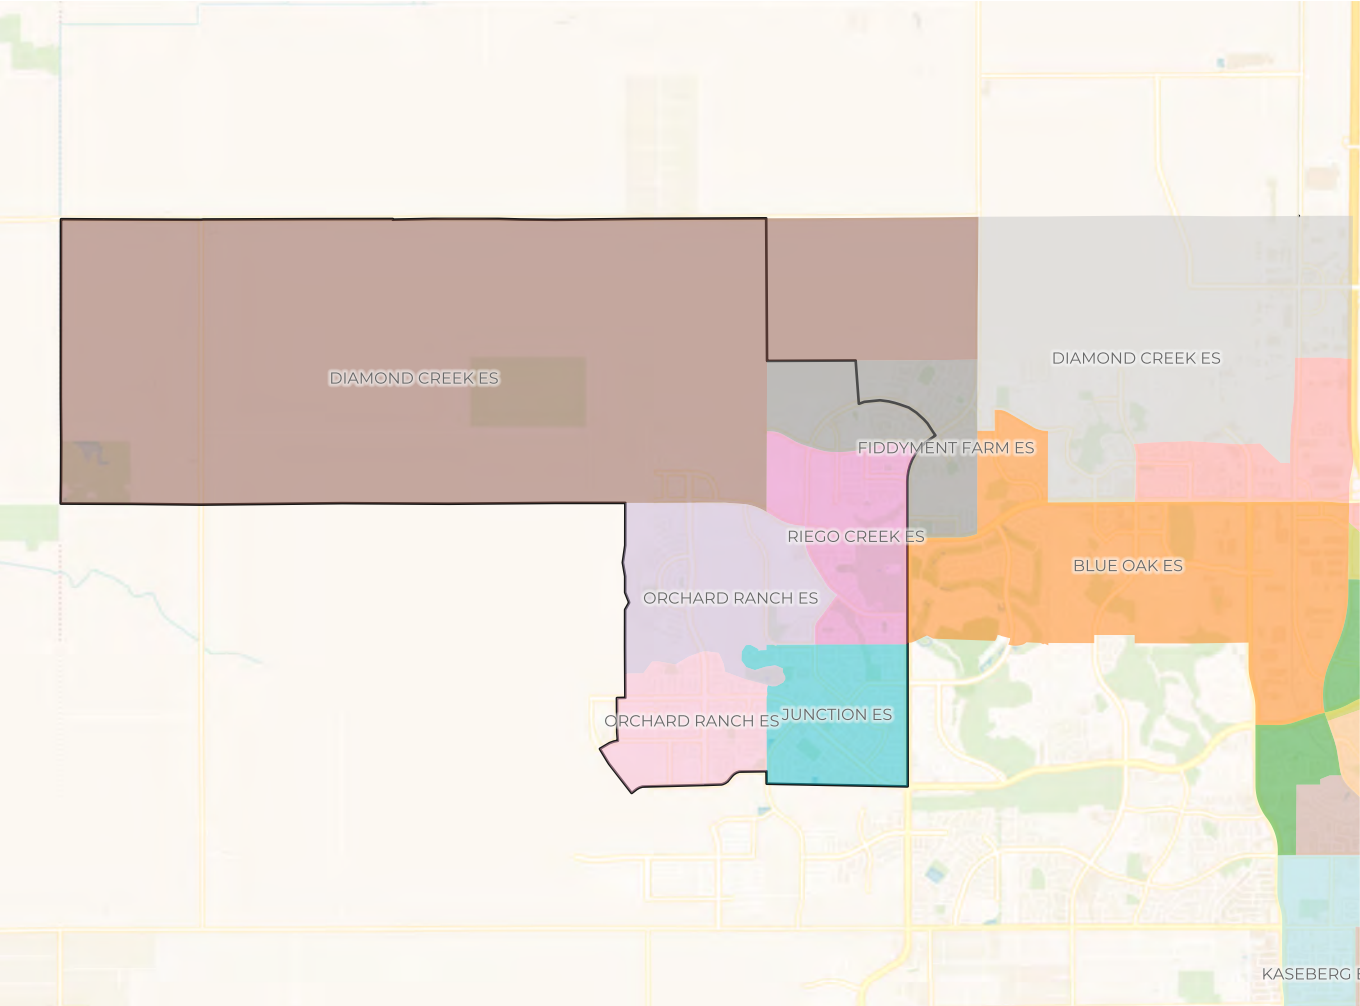 DIAMOND CREEK ES
DIAMOND CREEK ES
FIDDYMENT FARM ES
RIEGO CREEK ES
BLUE OAK ES
ORCHARD RANCH ES
JUNCTION ES
ORCHARD RANCH ES
KASEBERG E